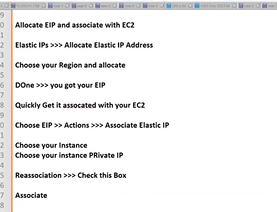 Allocate EIP and associate with EC2
Elastic IPs >>> Allocate Elastic IP Address
Choose your Region and allocate
DOne >>> you got your EIP
Quickly Get it assocated with your EC2
Choose EIP >> Actions >>> Associate Elastic IP
Choose your Instance
Choose your instance PRivate IP
Reassociation >>> Check this Box
Associate